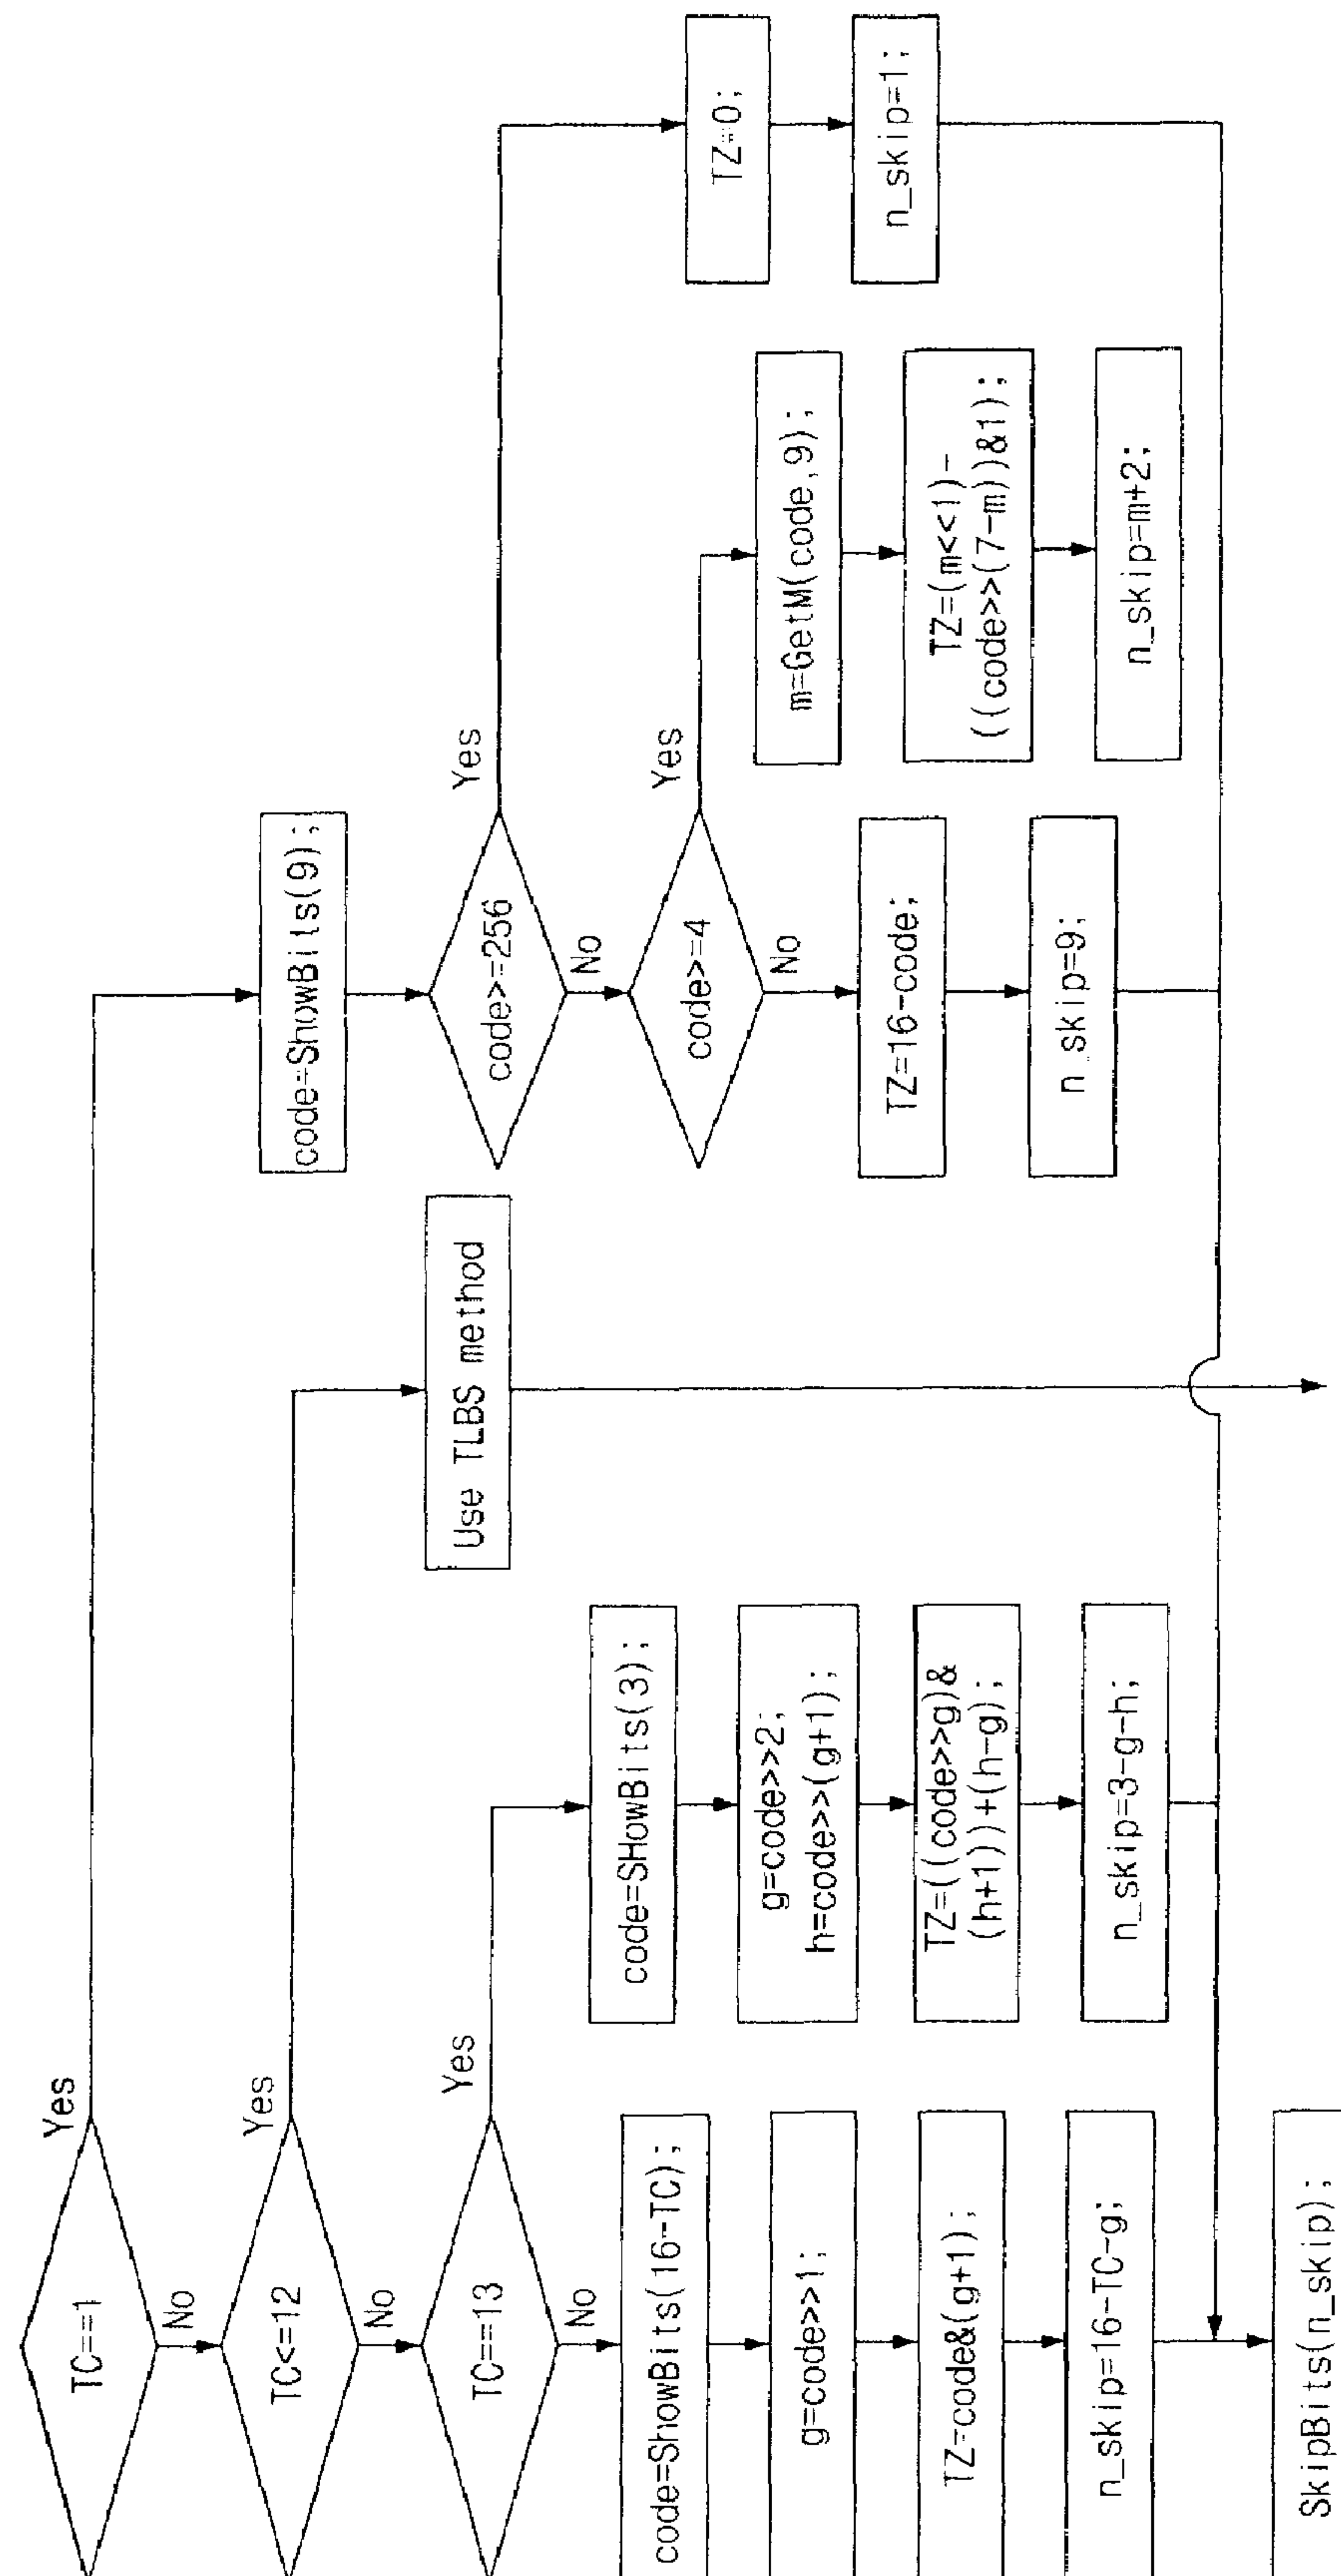 TC==1
Yes
No
TC<=12
Yes
No
TC==13
Yes
No
code=ShowBits(16-TC);
g=code>>1;
TZ=code&(g+1);
n_skip=16-TC-g;
SkipBits(n_skip);
code=SHowBits(3);
g=code>>2;
h=code>>(g+1);
TZ=((code>>g)&
(h+1))+(h-g);
n_skip=3-g-h;
Use TLBS method
code=ShowBits(9);
code>=256
Yes
No
code>=4
Yes
No
TZ=16-code;
n_skip=9;
m=GetM(code,9);
TZ=(m<<1)-
((code>>(7-m))&1);
n_skip=m+2;
TZ=0;
n_skip=1;